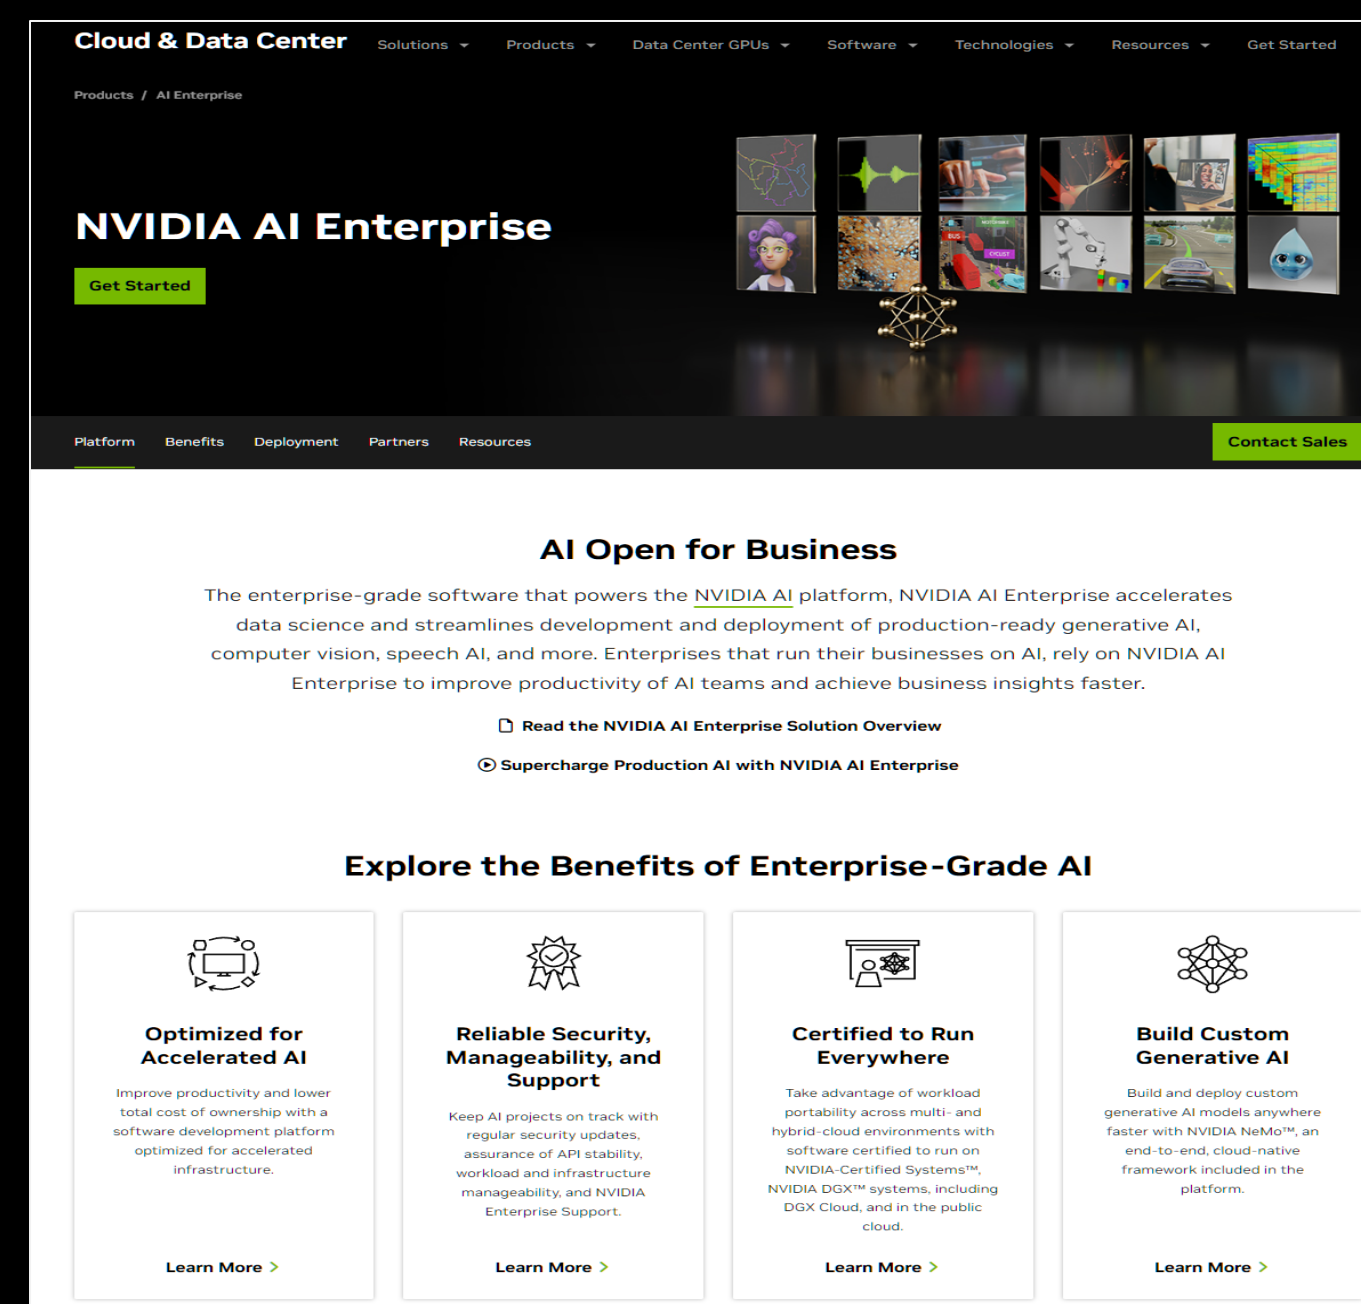 Cloud & Data Center
Solutions
Products
Data Center GPUs
Software
Technologies
Resources
Get Started
Products / AI Enterprise
NVIDIA AI Enterprise
Get Started
BUS
CYCLIST
Platform
Benefits
Deployment
Partners
Resources
Contact Sales
AI Open for Business
The enterprise-grade software that powers the NVIDIA AI platform, NVIDIA AI Enterprise accelerates
data science and streamlines development and deployment of production-ready generative AI,
computer vision, speech AI, and more. Enterprises that run their businesses on AI, rely on NVIDIA AI
Enterprise to improve productivity of AI teams and achieve business insights faster.
Read the NVIDIA AI Enterprise Solution Overview
Supercharge Production AI with NVIDIA AI Enterprise
Explore the Benefits of Enterprise-Grade AI
Optimized for
Accelerated AI
Improve productivity and lower
total cost of ownership with a
software development platform
optimized for accelerated
infrastructure.
Learn More
Reliable Security,
Manageability, and
Support
Keep AI projects on track with
regular security updates,
assurance of API stability,
workload and infrastructure
manageability, and NVIDIA
Enterprise Support.
Learn More
Certified to Run
Everywhere
Take advantage of workload
portability across multi- and
hybrid-cloud environments with
software certified to run on
NVIDIA-Certified Systems™,
NVIDIA DGX™ systems, including
DGX Cloud, and in the public
cloud.
Learn More
Build Custom
Generative AI
Build and deploy custom
generative AI models anywhere
faster with NVIDIA NeMo™, an
end-to-end, cloud-native
framework included in the
platform.
Learn More